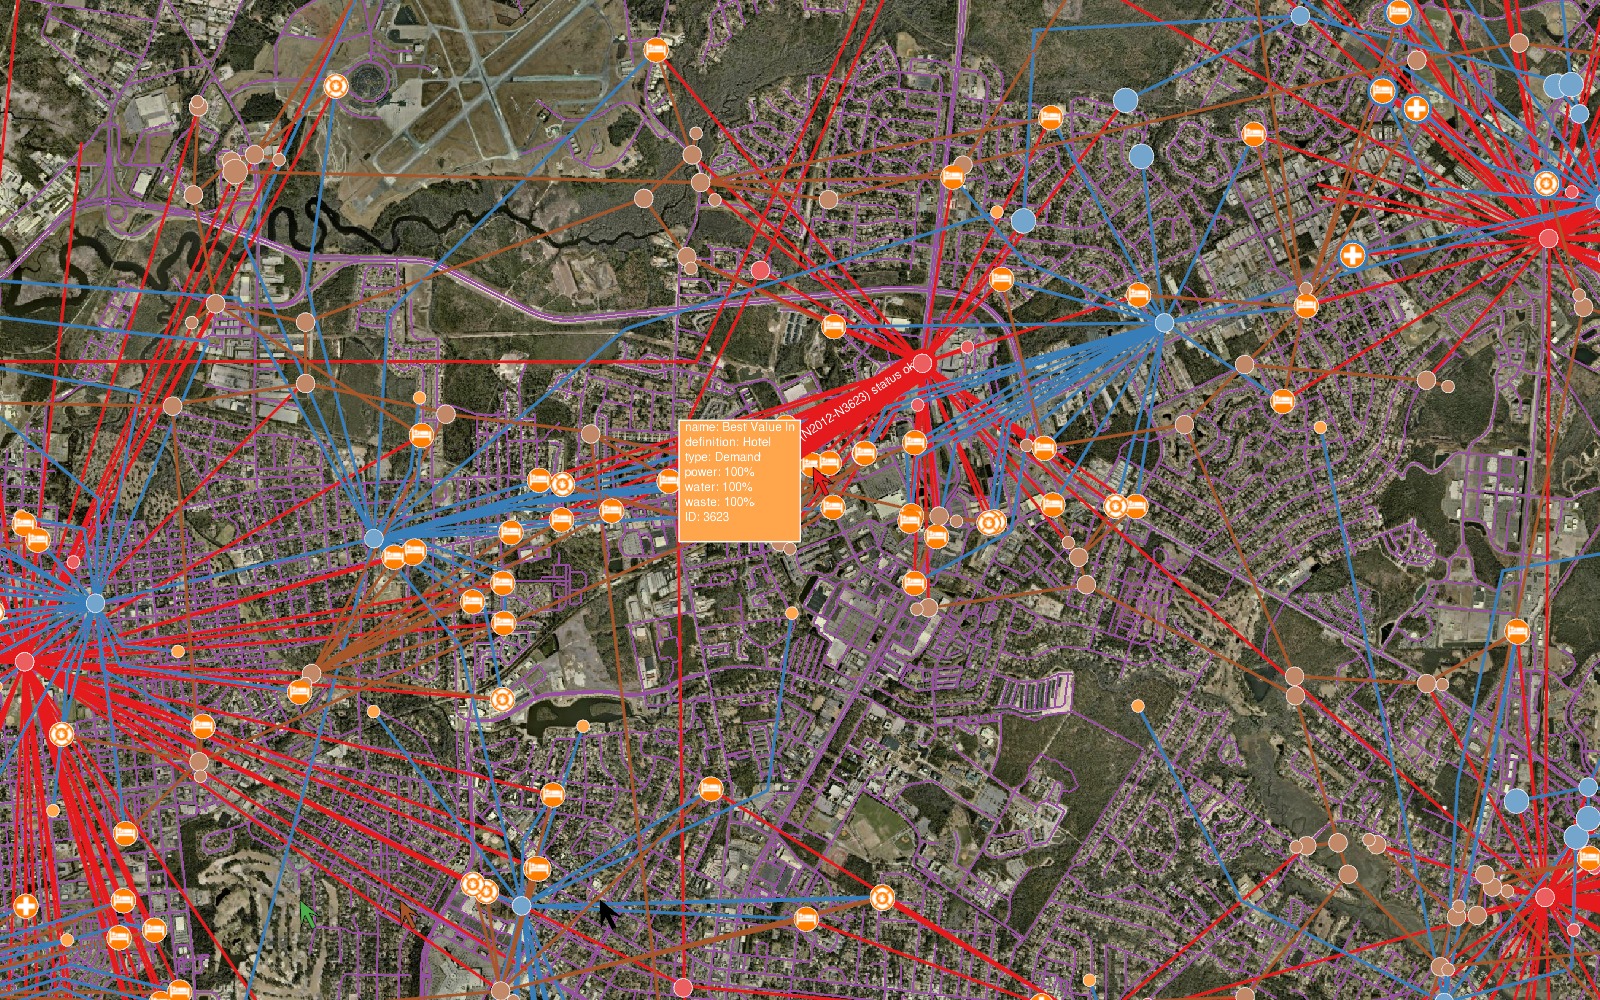 (N2012-N3623) status ok
name: Best Value In
definition: Hotel
type: Demand
power: 100%
water: 100%
waste: 100%
ID: 3623